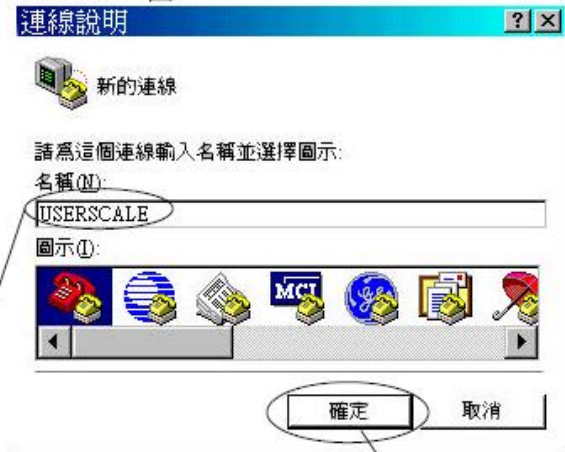 連線說明
新的連線
請為這個連線輸入名稱並選擇圖示:
名稱(N):
USERSCALE
圖示(I):
MCI
確定
取消